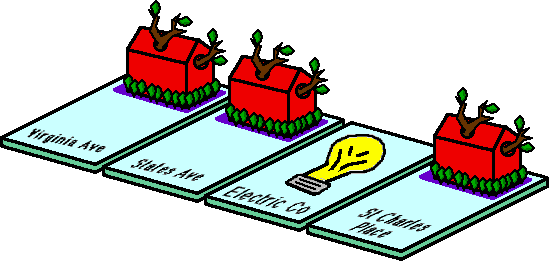 Virginia Ave
States Ave
Electric Co
St Charles
Place